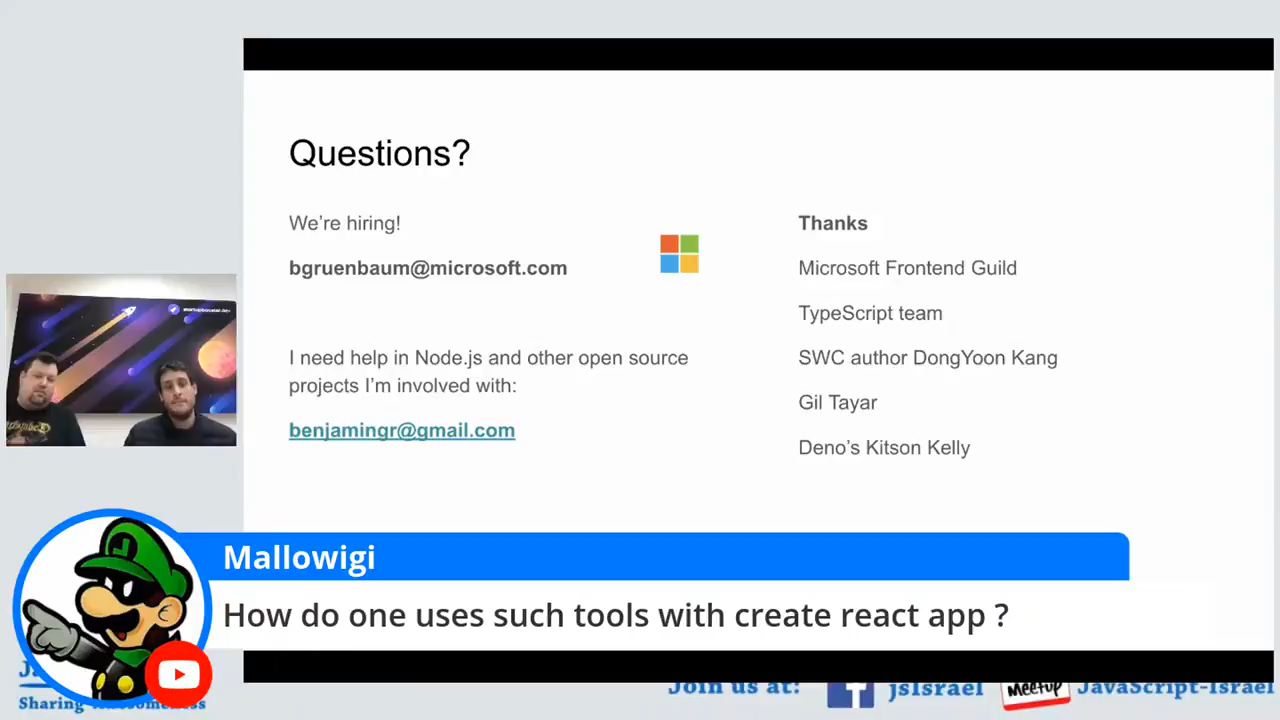 Questions?
We're hiring!
bgruenbaum@microsoft.com
I need help in Node.js and other open source
projects I'm involved with:
benjamingr@gmail.com
Thanks
Microsoft Frontend Guild
TypeScript team
SWC author DongYoon Kang
Gil Tayar
Deno's Kitson Kelly
Mallowigi
How do one uses such tools with create react app ?
Sharing
Join us at:
jsIsrael
Meetup
JavaScript-Israel